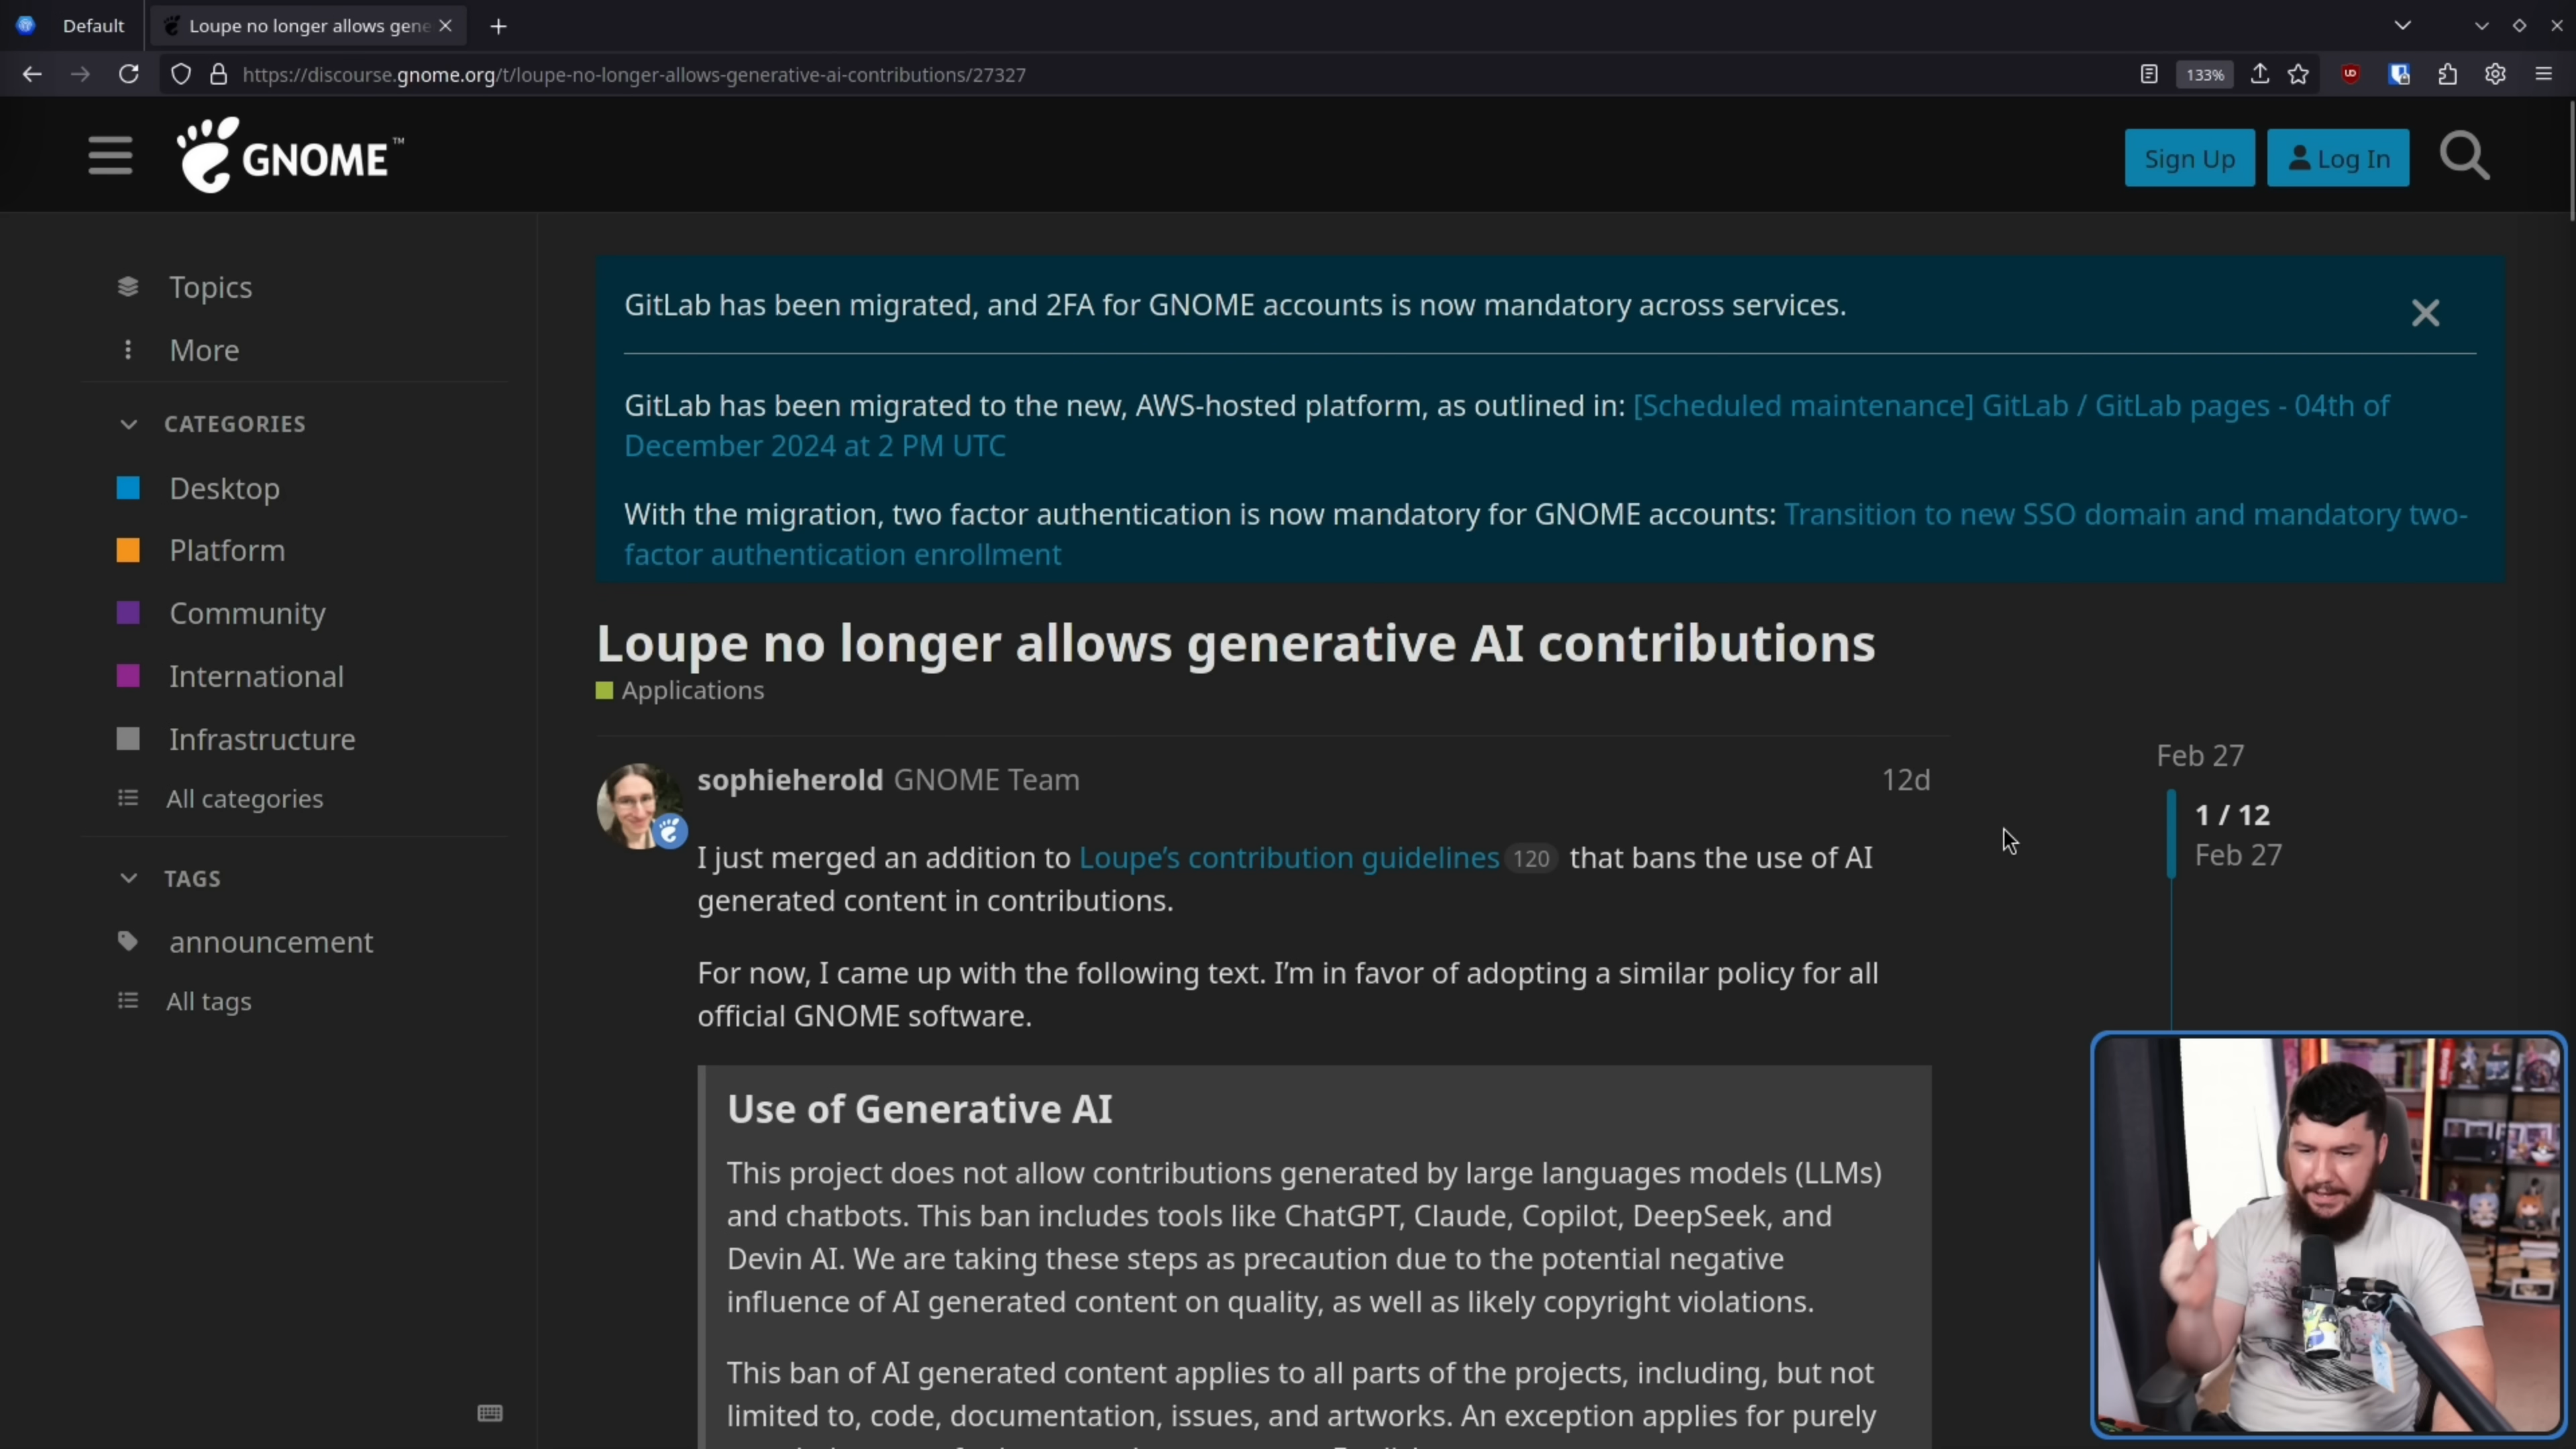 Default
Loupe no longer allows gene
https://discourse.gnome.org/t/loupe-no-longer-allows-generative-ai-contributions/27327
133%
GNOME™
Sign Up
Log In
Topics
More
CATEGORIES
Desktop
Platform
Community
International
Infrastructure
All categories
TAGS
announcement
All tags
GitLab has been migrated, and 2FA for GNOME accounts is now mandatory across services.
GitLab has been migrated to the new, AWS-hosted platform, as outlined in: [Scheduled maintenance] GitLab / GitLab pages - 04th of
December 2024 at 2 PM UTC
With the migration, two factor authentication is now mandatory for GNOME accounts: Transition to new SSO domain and mandatory two-
factor authentication enrollment
Loupe no longer allows generative AI contributions
Applications
sophieherold GNOME Team 12d
I just merged an addition to Loupe’s contribution guidelines 120 that bans the use of AI
generated content in contributions.
For now, I came up with the following text. I’m in favor of adopting a similar policy for all
official GNOME software.
Use of Generative AI
This project does not allow contributions generated by large languages models (LLMs)
and chatbots. This ban includes tools like ChatGPT, Claude, Copilot, DeepSeek, and
Devin AI. We are taking these steps as precaution due to the potential negative
influence of AI generated content on quality, as well as likely copyright violations.
This ban of AI generated content applies to all parts of the projects, including, but not
limited to, code, documentation, issues, and artworks. An exception applies for purely
Feb 27
1 / 12
Feb 27